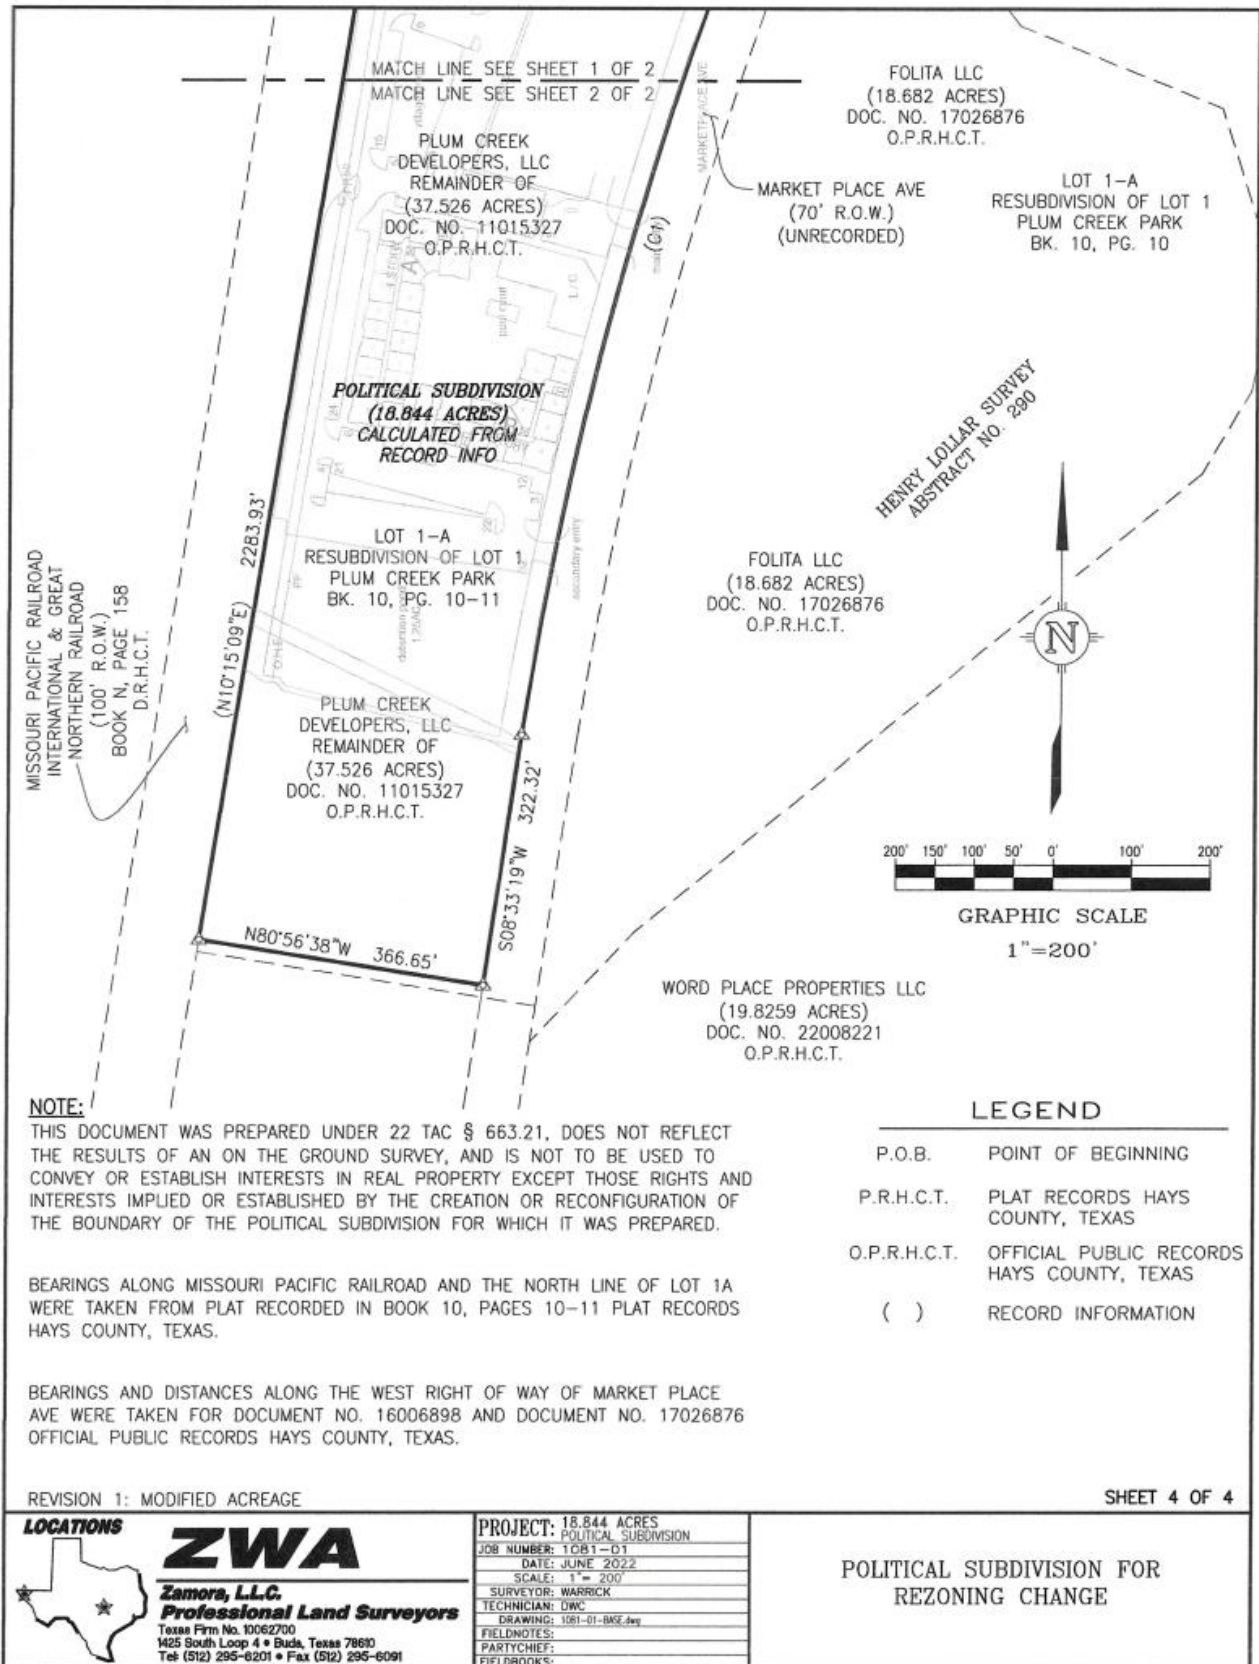 MATCH LINE SEE SHEET 1 OF 2
MATCH LINE SEE SHEET 2 OF 2
MARKETPLACE AVE
FOLITA LLC
(18.682 ACRES)
DOC. NO. 17026876
O.P.R.H.C.T.
PLUM CREEK
DEVELOPERS, LLC
REMAINDER OF
(37.526 ACRES)
DOC. NO. 11015327
O.P.R.H.C.T.
MARKET PLACE AVE
(70' R.O.W.)
(UNRECORDED)
LOT 1-A
RESUBDIVISION OF LOT 1
PLUM CREEK PARK
BK. 10, PG. 10
(C1)
L/C
POLITICAL SUBDIVISION
(18.844 ACRES)
CALCULATED FROM
RECORD INFO
HENRY LOLLAR SURVEY
ABSTRACT NO. 290
2283.93'
(N10°15'09"E)
LOT 1-A
RESUBDIVISION OF LOT 1
PLUM CREEK PARK
BK. 10, PG. 10-11
secondary entry
detention pond
FOLITA LLC
(18.682 ACRES)
DOC. NO. 17026876
O.P.R.H.C.T.
N
MISSOURI PACIFIC RAILROAD
INTERNATIONAL & GREAT
NORTHERN RAILROAD
(100' R.O.W.)
BOOK N, PAGE 158
D.R.H.C.T.
O.H.E.
PLUM CREEK
DEVELOPERS, LLC
REMAINDER OF
(37.526 ACRES)
DOC. NO. 11015327
O.P.R.H.C.T.
S08°33'19"W 322.32'
N80°56'38"W 366.65'
200' 150' 100' 50' 0' 100' 200'
GRAPHIC SCALE
1"=200'
WORD PLACE PROPERTIES LLC
(19.8259 ACRES)
DOC. NO. 22008221
O.P.R.H.C.T.
NOTE:
THIS DOCUMENT WAS PREPARED UNDER 22 TAC § 663.21, DOES NOT REFLECT
THE RESULTS OF AN ON THE GROUND SURVEY, AND IS NOT TO BE USED TO
CONVEY OR ESTABLISH INTERESTS IN REAL PROPERTY EXCEPT THOSE RIGHTS AND
INTERESTS IMPLIED OR ESTABLISHED BY THE CREATION OR RECONFIGURATION OF
THE BOUNDARY OF THE POLITICAL SUBDIVISION FOR WHICH IT WAS PREPARED.
BEARINGS ALONG MISSOURI PACIFIC RAILROAD AND THE NORTH LINE OF LOT 1A
WERE TAKEN FROM PLAT RECORDED IN BOOK 10, PAGES 10-11 PLAT RECORDS
HAYS COUNTY, TEXAS.
BEARINGS AND DISTANCES ALONG THE WEST RIGHT OF WAY OF MARKET PLACE
AVE WERE TAKEN FOR DOCUMENT NO. 16006898 AND DOCUMENT NO. 17026876
OFFICIAL PUBLIC RECORDS HAYS COUNTY, TEXAS.
LEGEND
P.O.B. POINT OF BEGINNING
P.R.H.C.T. PLAT RECORDS HAYS
COUNTY, TEXAS
O.P.R.H.C.T. OFFICIAL PUBLIC RECORDS
HAYS COUNTY, TEXAS
( ) RECORD INFORMATION
REVISION 1: MODIFIED ACREAGE
SHEET 4 OF 4
LOCATIONS
ZWA
Zamora, L.L.C.
Professional Land Surveyors
Texas Firm No. 10062700
1425 South Loop 4 • Buda, Texas 78610
Tel: (512) 295-6201 • Fax (512) 295-6091
PROJECT: 18.844 ACRES
POLITICAL SUBDIVISION
JOB NUMBER: 1081-01
DATE: JUNE 2022
SCALE: 1"= 200'
SURVEYOR: WARRICK
TECHNICIAN: DWC
DRAWING: 1081-01-BASE.dwg
FIELDNOTES:
PARTYCHIEF:
FIELDBOOKS:
POLITICAL SUBDIVISION FOR
REZONING CHANGE